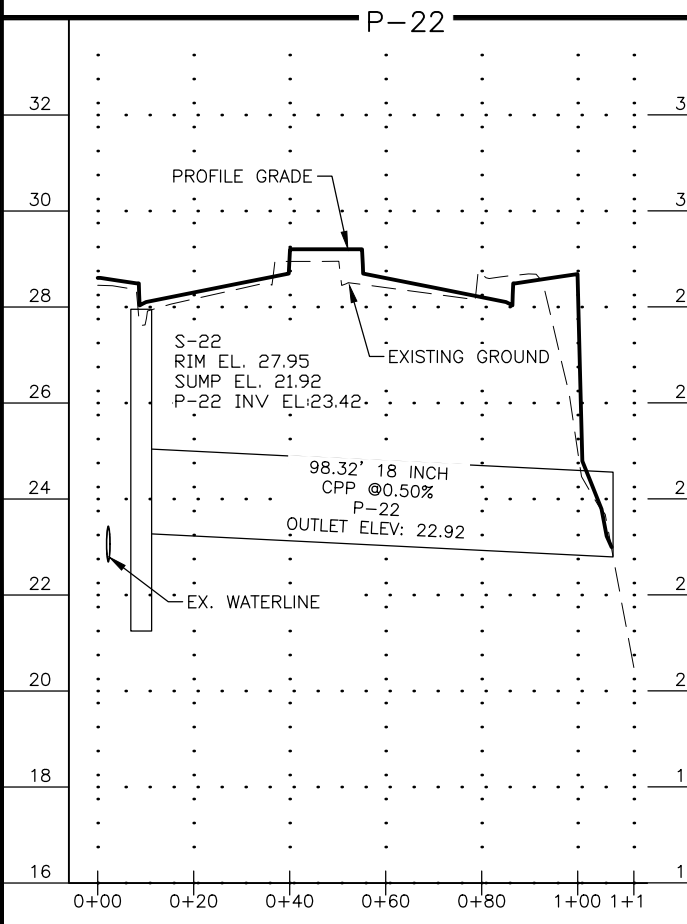 P-22
32
3
PROFILE GRADE
30
3
28
2
S-22
RIM EL. 27.95
SUMP EL. 21.92
P-22 INV EL:23.42
EXISTING GROUND
26
2
98.32' 18 INCH
CPP @0.50%
P-22
OUTLET ELEV: 22.92
24
2
EX. WATERLINE
22
2
20
2
18
1
16
1
0+00 0+20 0+40 0+60 0+80 1+00 1+1